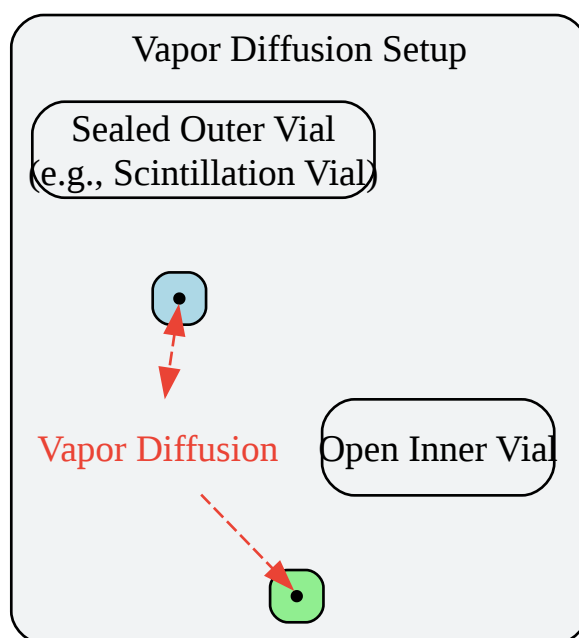 Vapor Diffusion Setup
Sealed Outer Vial
(e.g., Scintillation Vial)
Vapor Diffusion
Open Inner Vial